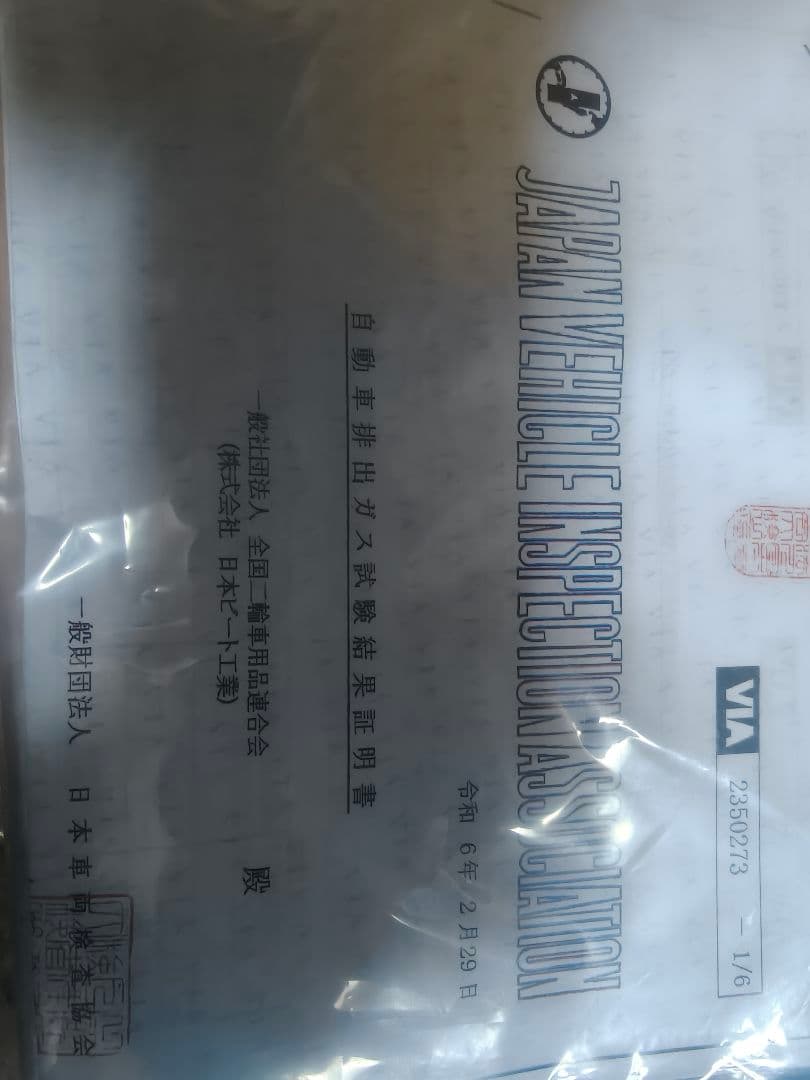 VIA 2350273 - 1/6
JAPAN VEHICLE INSPECTION ASSOCIATION
令和 6年 2月29日
自動車排出ガス試験結果証明書
一般社団法人 全国二輪車用品連合会 殿
(株式会社 日本ビート工業)
一般財団法人 日本車両検査協会